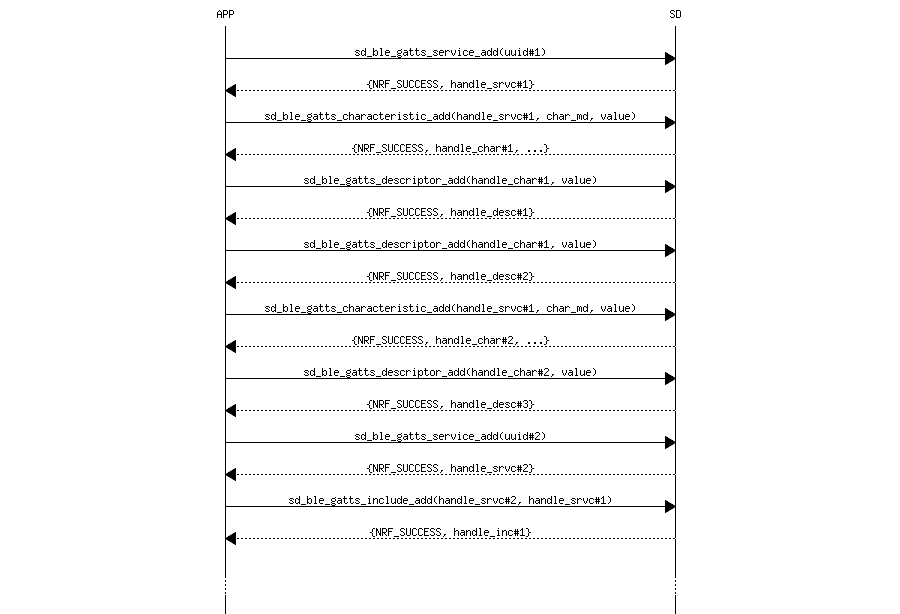 APP SD
sd_ble_gatts_service_add(uuid#1)
{NRF_SUCCESS, handle_srvc#1}
sd_ble_gatts_characteristic_add(handle_srvc#1, char_md, value)
{NRF_SUCCESS, handle_char#1, ...}
sd_ble_gatts_descriptor_add(handle_char#1, value)
{NRF_SUCCESS, handle_desc#1}
sd_ble_gatts_descriptor_add(handle_char#1, value)
{NRF_SUCCESS, handle_desc#2}
sd_ble_gatts_characteristic_add(handle_srvc#1, char_md, value)
{NRF_SUCCESS, handle_char#2, ...}
sd_ble_gatts_descriptor_add(handle_char#2, value)
{NRF_SUCCESS, handle_desc#3}
sd_ble_gatts_service_add(uuid#2)
{NRF_SUCCESS, handle_srvc#2}
sd_ble_gatts_include_add(handle_srvc#2, handle_srvc#1)
{NRF_SUCCESS, handle_inc#1}